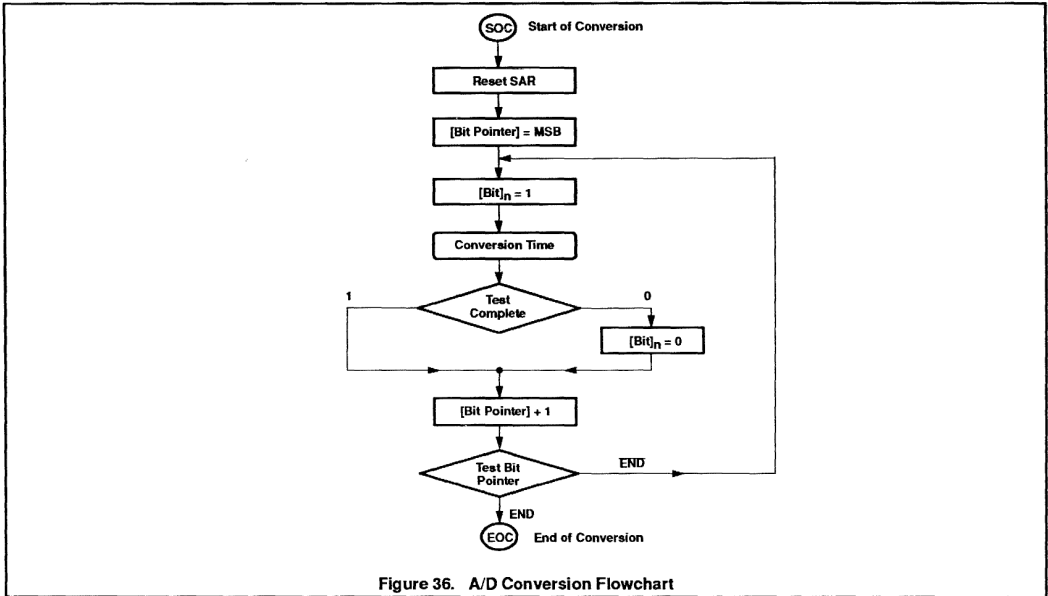 SOC Start of Conversion
Reset SAR
[Bit Pointer] = MSB
[Bit]n = 1
Conversion Time
1
Test
Complete
0
[Bit]n = 0
[Bit Pointer] + 1
Test Bit
Pointer
E̅N̅D̅
END
EOC End of Conversion
Figure 36. A/D Conversion Flowchart